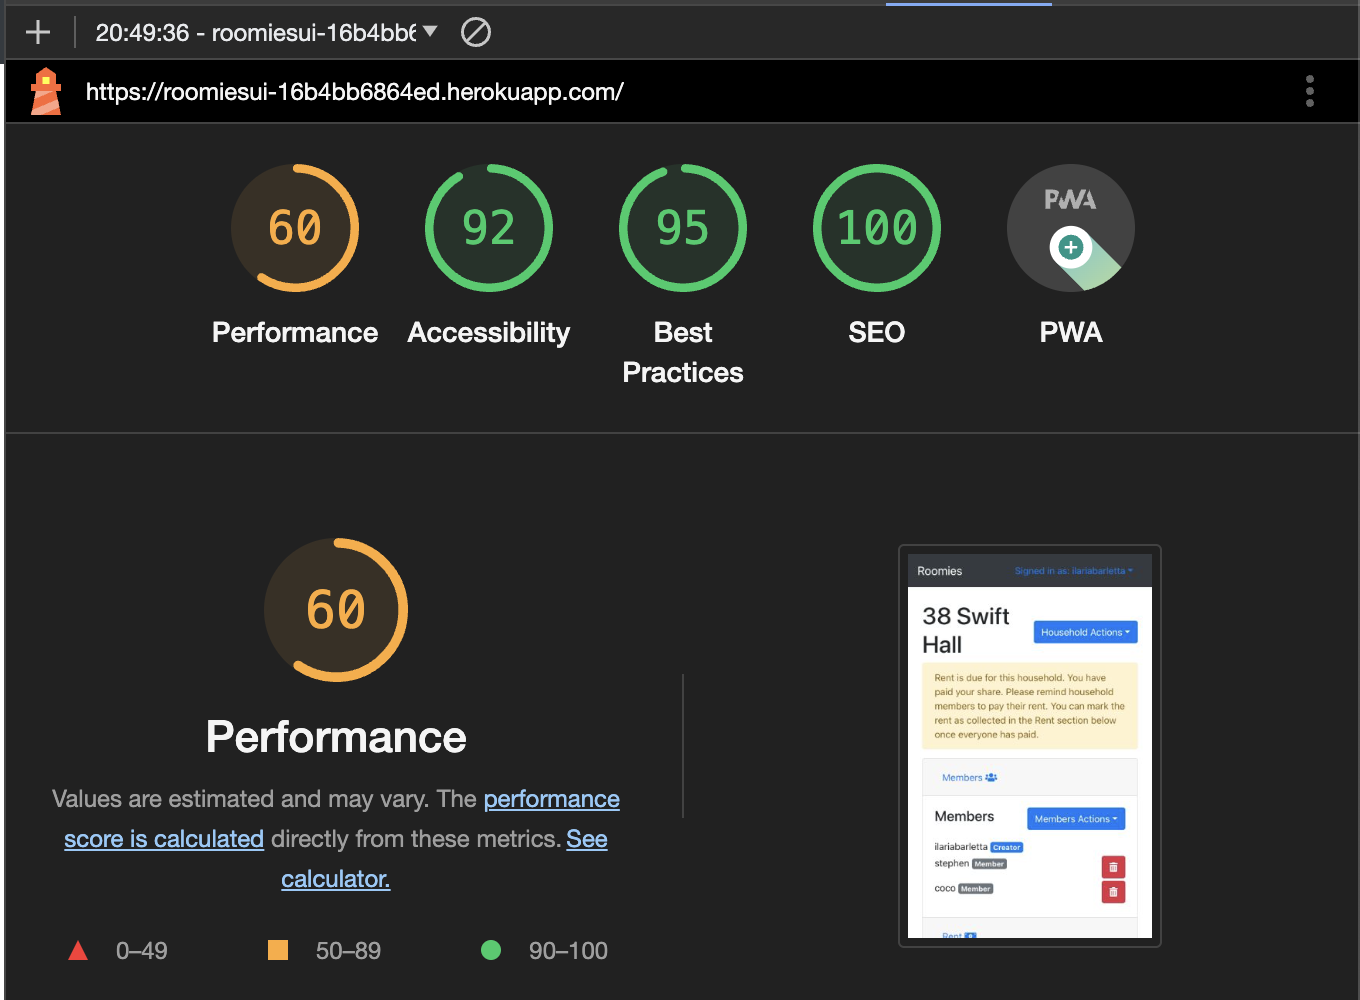 20:49:36 - roomiesui-16b4bb6
https://roomiesui-16b4bb6864ed.herokuapp.com/
60
92
95
100
PWA
Performance
Accessibility
Best
Practices
SEO
PWA
60
Performance
Values are estimated and may vary. The performance
score is calculated directly from these metrics. See
calculator.
0–49
50–89
90–100
Roomies
Signed in as: ilariabarletta
38 Swift
Hall
Household Actions
Rent is due for this household. You have
paid your share. Please remind household
members to pay their rent. You can mark the
rent as collected in the Rent section below
once everyone has paid.
Members
Members
Members Actions
ilariabarletta Creator
stephen Member
coco Member
Rent